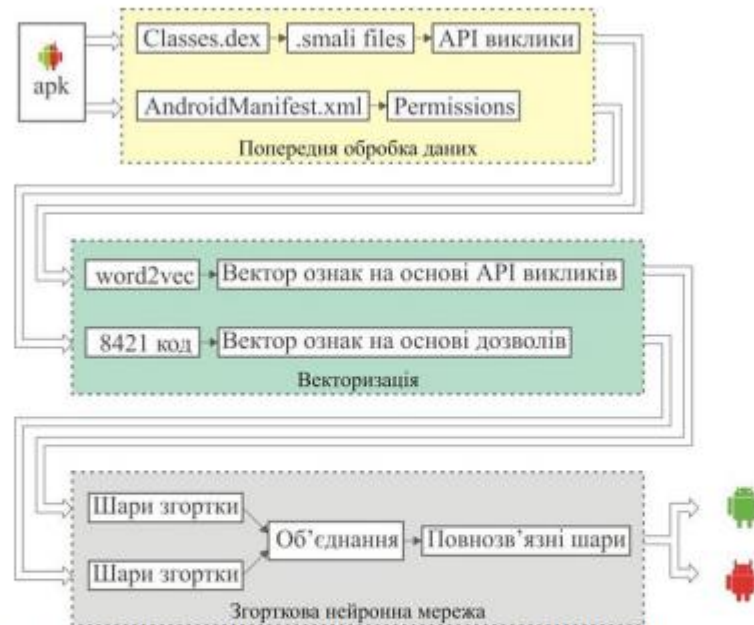 apk
Classes.dex .smali files API виклики
AndroidManifest.xml Permissions
Попередня обробка даних
word2vec Вектор ознак на основі API викликів
8421 код Вектор ознак на основі дозволів
Векторизація
Шари згортки
Об’єднання Повнозв’язні шари
Шари згортки
Згорткова нейронна мережа